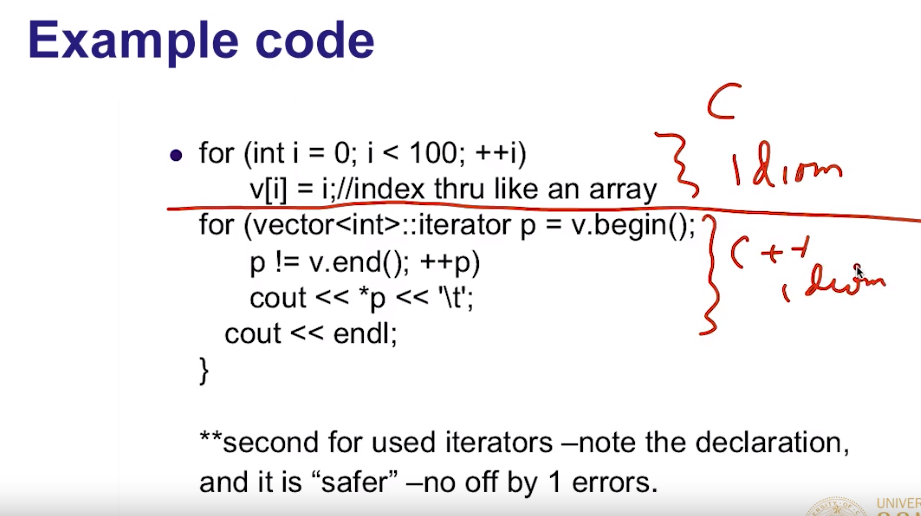 Example code
C
• for (int i = 0; i < 100; ++i)
v[i] = i;//index thru like an array
idiom
for (vector<int>::iterator p = v.begin();
p != v.end(); ++p)
cout << *p << '\t';
cout << endl;
}
C++
idiom
**second for used iterators –note the declaration,
and it is “safer” –no off by 1 errors.